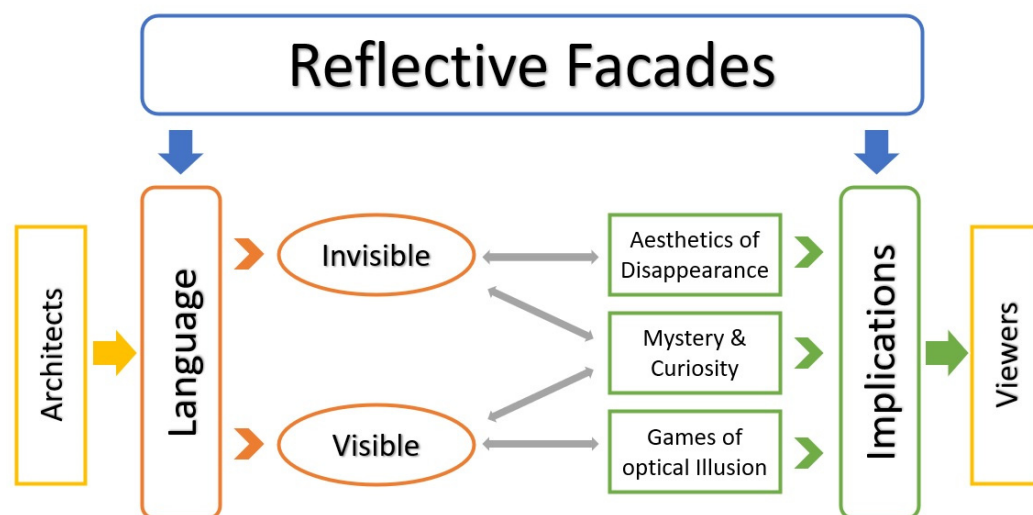 Reflective Facades
Architects
Language
Invisible
Visible
Aesthetics of
Disappearance
Mystery &
Curiosity
Games of
optical Illusion
Implications
Viewers